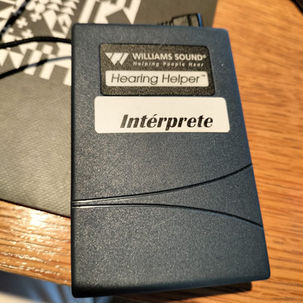 WILLIAMS SOUND®
Helping People Hear
Hearing Helper™
Intérprete